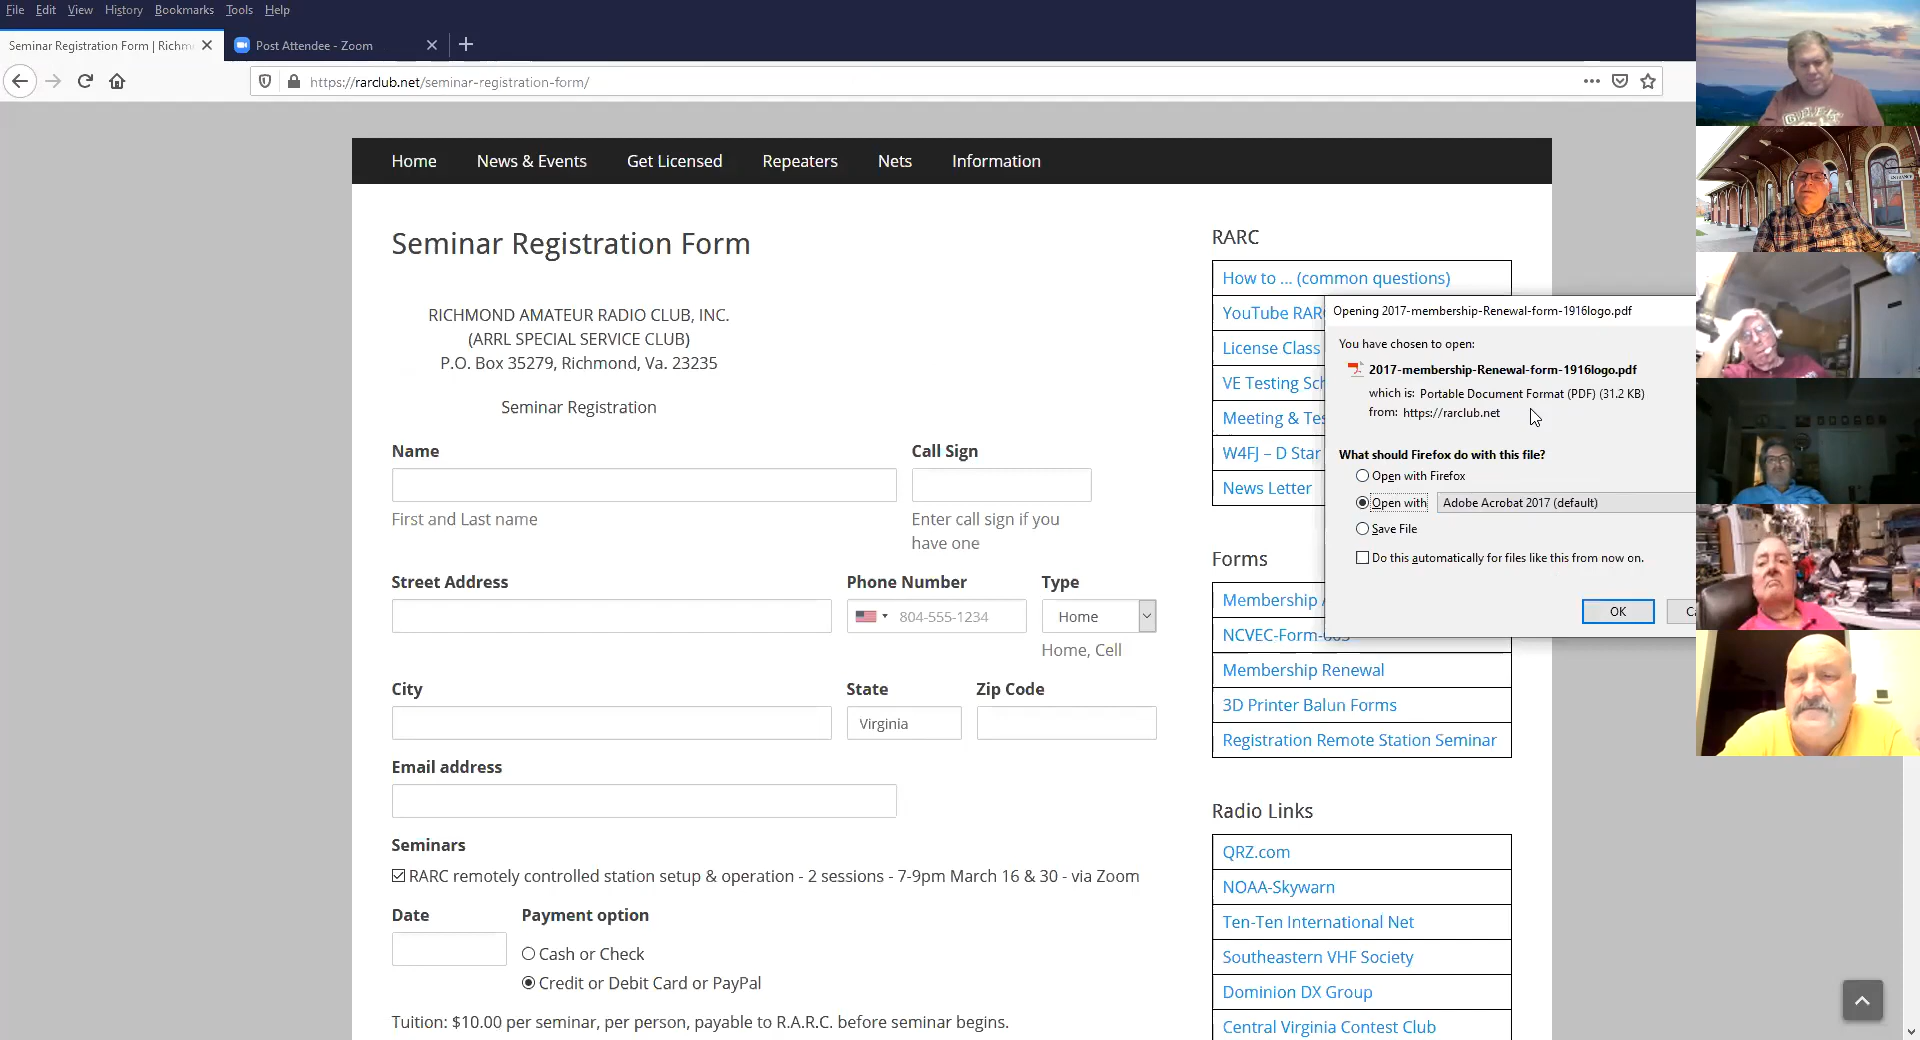 File Edit View History Bookmarks Tools Help
Seminar Registration Form | Richm
Post Attendee - Zoom
https://rarclub.net/seminar-registration-form/
Home News & Events Get Licensed Repeaters Nets Information
Seminar Registration Form
RICHMOND AMATEUR RADIO CLUB, INC.
(ARRL SPECIAL SERVICE CLUB)
P.O. Box 35279, Richmond, Va. 23235
Seminar Registration
Name
Call Sign
First and Last name
Enter call sign if you
have one
Street Address
Phone Number
Type
804-555-1234
Home
Home, Cell
City
State
Zip Code
Virginia
Email address
Seminars
RARC remotely controlled station setup & operation - 2 sessions - 7-9pm March 16 & 30 - via Zoom
Date
Payment option
Cash or Check
Credit or Debit Card or PayPal
Tuition: $10.00 per seminar, per person, payable to R.A.R.C. before seminar begins.
RARC
How to ... (common questions)
YouTube RAR
License Class
VE Testing Sch
Meeting & Tes
W4FJ – D Star
News Letter
Forms
Membership A
NCVEC-Form-605
Membership Renewal
3D Printer Balun Forms
Registration Remote Station Seminar
Radio Links
QRZ.com
NOAA-Skywarn
Ten-Ten International Net
Southeastern VHF Society
Dominion DX Group
Central Virginia Contest Club
Opening 2017-membership-Renewal-form-1916logo.pdf
You have chosen to open:
2017-membership-Renewal-form-1916logo.pdf
which is: Portable Document Format (PDF) (31.2 KB)
from: https://rarclub.net
What should Firefox do with this file?
Open with Firefox
Open with Adobe Acrobat 2017 (default)
Save File
Do this automatically for files like this from now on.
OK
Ca
ENTRANCE